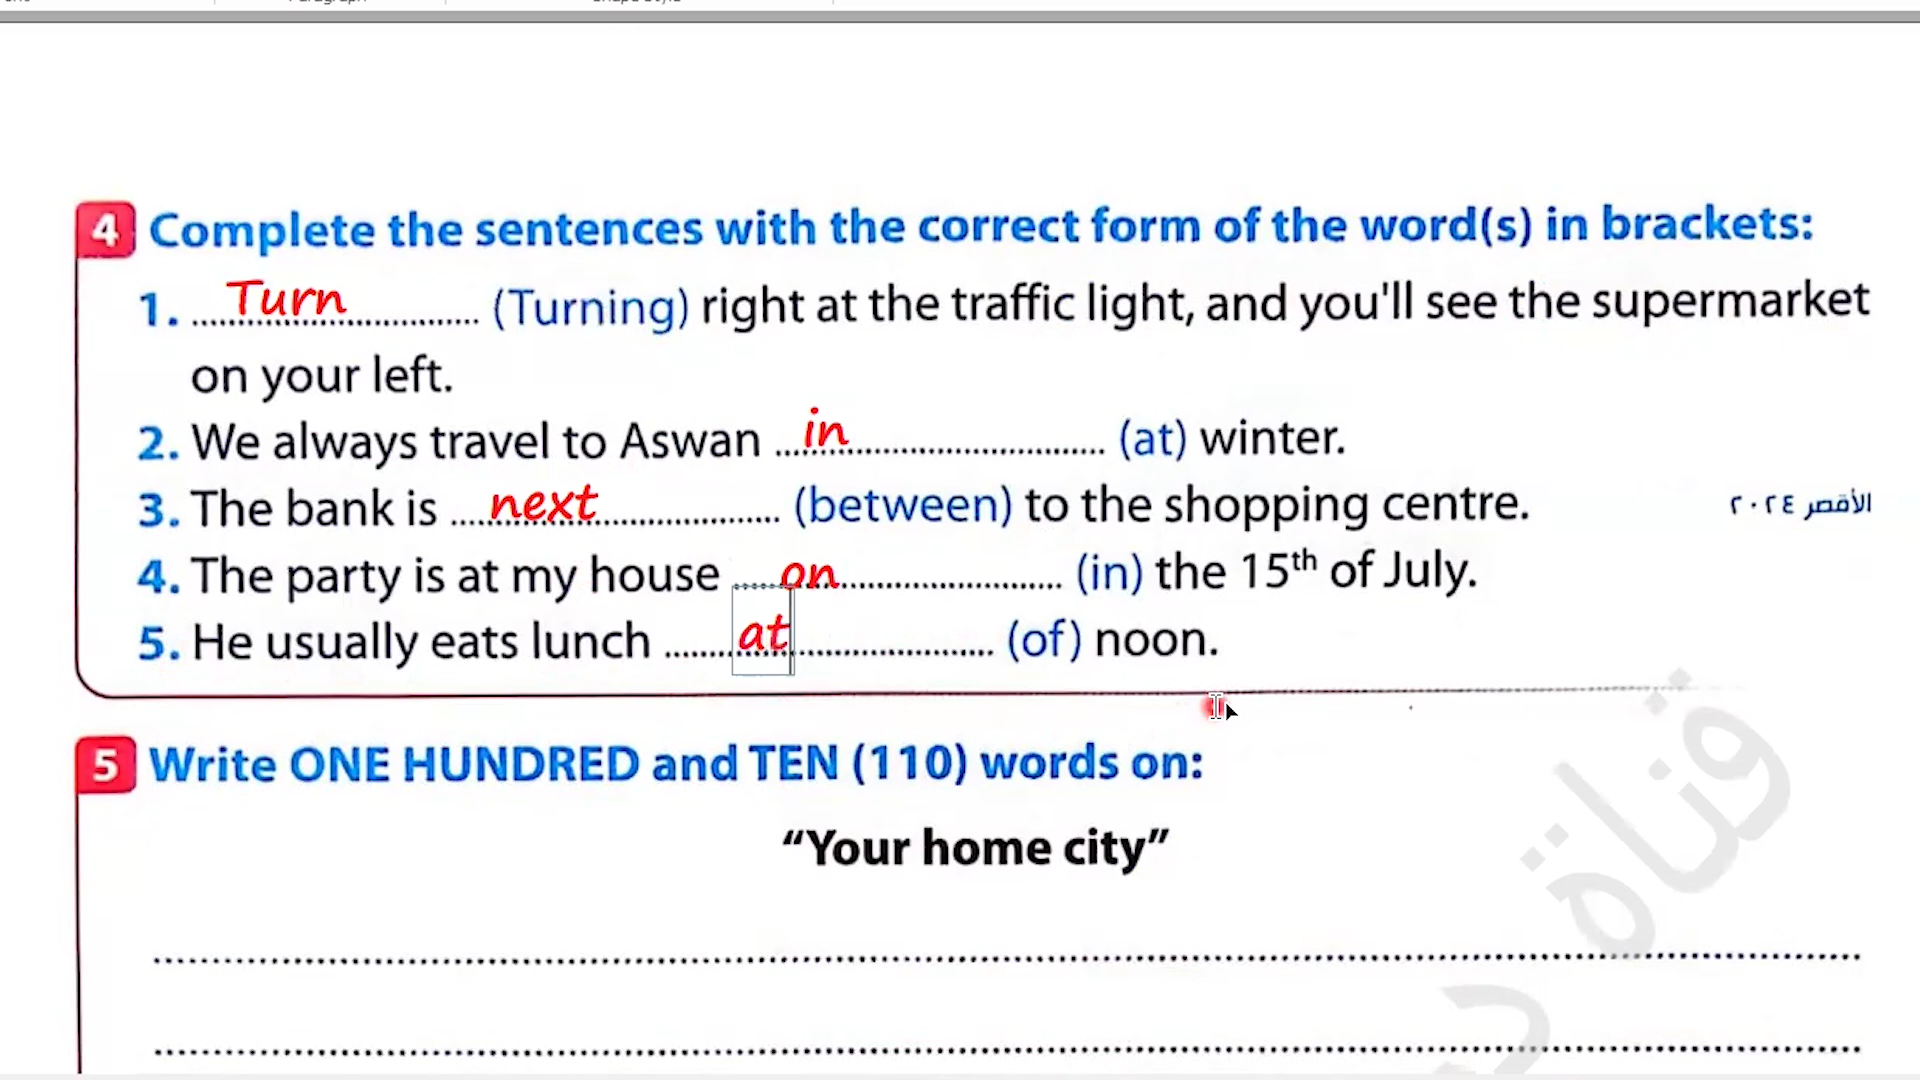 4 Complete the sentences with the correct form of the word(s) in brackets:
1. ..... Turn ..... (Turning) right at the traffic light, and you'll see the supermarket
on your left.
2. We always travel to Aswan ..... in ..... (at) winter.
3. The bank is ..... next ..... (between) to the shopping centre. الأقصر ٢٠٢٤
4. The party is at my house ..... on ..... (in) the 15th of July.
5. He usually eats lunch ..... at ..... (of) noon.
5 Write ONE HUNDRED and TEN (110) words on:
“Your home city”
قناة